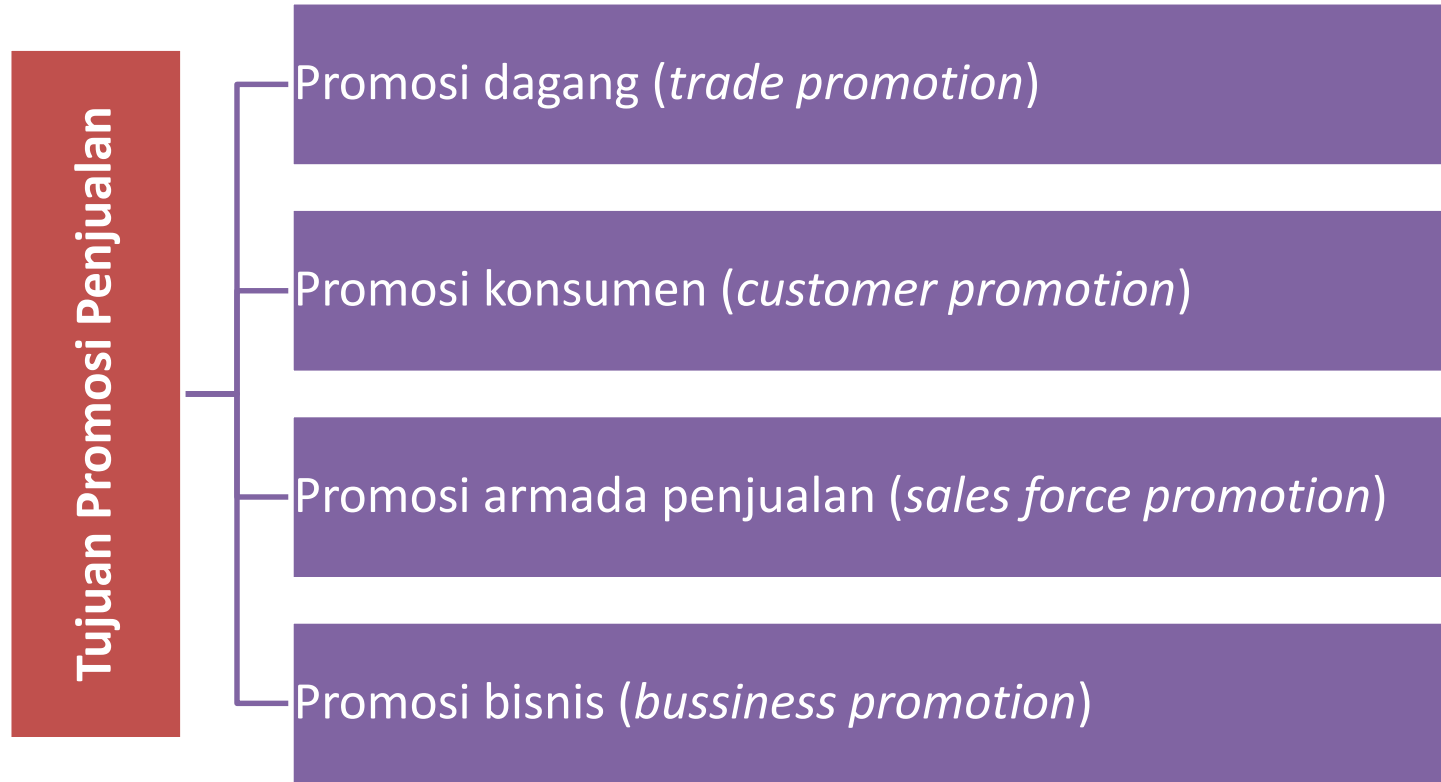 Tujuan Promosi Penjualan
Promosi dagang (trade promotion)
Promosi konsumen (customer promotion)
Promosi armada penjualan (sales force promotion)
Promosi bisnis (bussiness promotion)